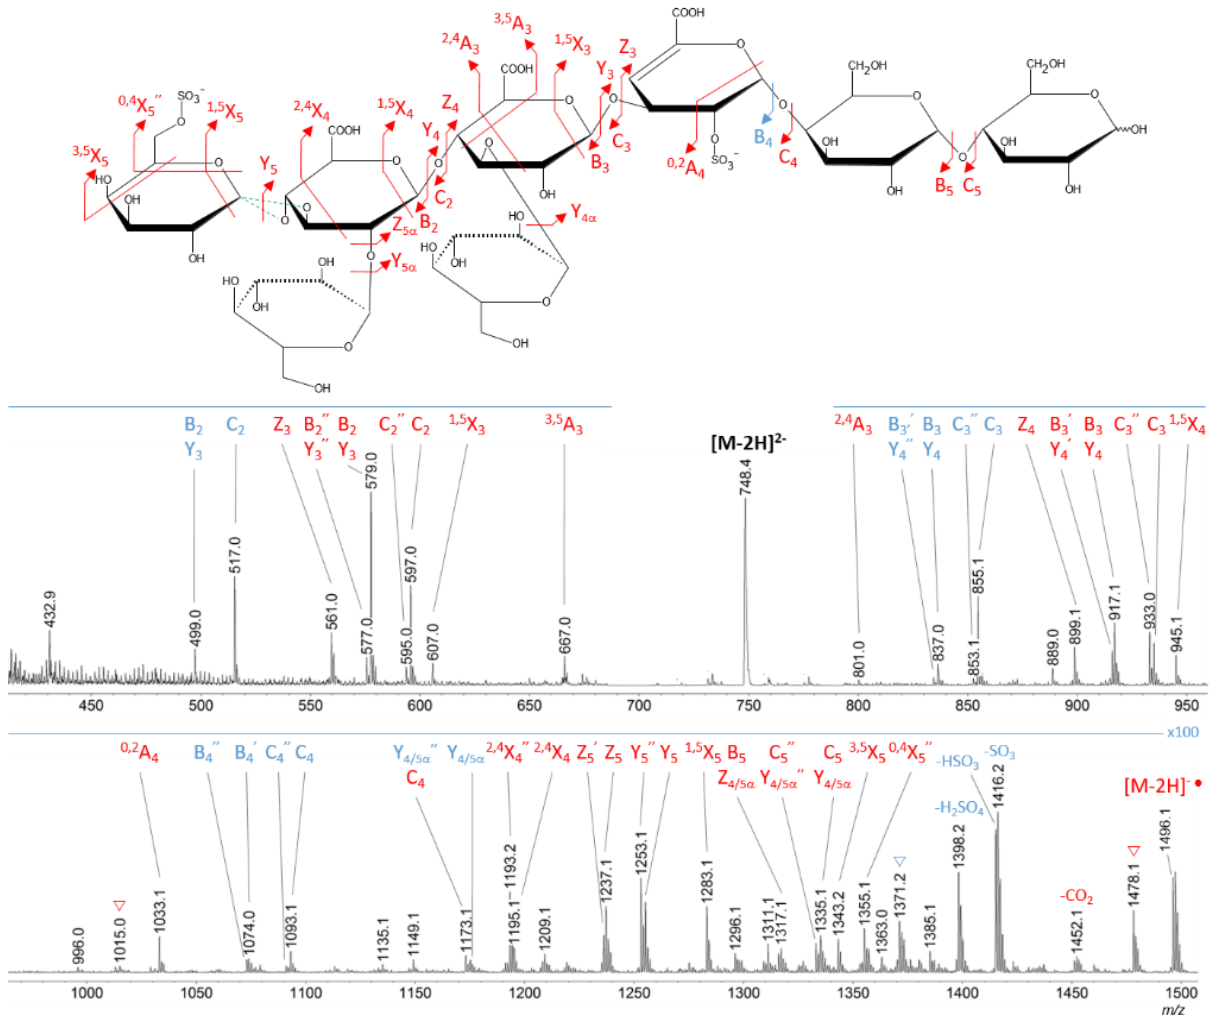 COOH
³,⁵A₃
²,⁴A₃ ¹,⁵X₃ Z₃
COOH Y₃
CH₂OH CH₂OH
SO₃⁻
⁰,⁴X₅'' ¹,⁵X₅ ²,⁴X₄ ¹,⁵X₄ Z₄
COOH Y₄
³,⁵X₅ Y₅
B₄ C₄ OH
C₃ B₃
⁰,²A₄ SO₃⁻
B₅ C₅
C₂ B₂
Z₅α Y₅α Y₄α
B₂ C₂ Z₃ B₂'' B₂ C₂'' C₂ ¹,⁵X₃ ³,⁵A₃ ²,⁴A₃ B₃' B₃ C₃'' C₃ Z₄ B₃' B₃ C₃'' C₃ ¹,⁵X₄
Y₃ Y₃'' Y₃ [M-2H]²⁻ Y₄'' Y₄ Y₄' Y₄
432.9 499.0 517.0 561.0 577.0 579.0 595.0 597.0 607.0 667.0 748.4 801.0 837.0 853.1 855.1 889.0 899.1 917.1 933.0 945.1
450 500 550 600 650 700 750 800 850 900 950
x100
⁰,²A₄ B₄'' B₄' C₄'' C₄ Y₄/₅α'' Y₄/₅α ²,⁴X₄'' ²,⁴X₄ Z₅' Z₅ Y₅'' Y₅ ¹,⁵X₅ B₅ C₅'' C₅ ³,⁵X₅ ⁰,⁴X₅'' -SO₃
C₄ Z₄/₅α Y₄/₅α'' Y₄/₅α -HSO₃ [M-2H]⁻•
-H₂SO₄
-CO₂
996.0 1015.0 1033.1 1074.0 1093.1 1135.1 1149.1 1173.1 1193.2 1195.1 1209.1 1237.1 1253.1 1283.1 1296.1 1311.1 1317.1 1335.1 1343.2 1355.1 1363.0 1371.2 1385.1 1398.2 1416.2 1452.1 1478.1 1496.1
1000 1050 1100 1150 1200 1250 1300 1350 1400 1450 1500
m/z